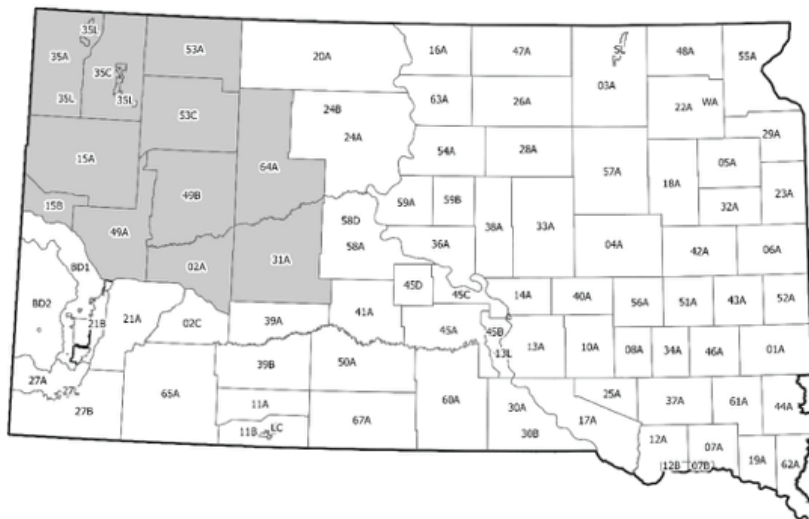 35L 53A 20A 16A 47A SL 48A 55A
35A 35C
35L 35L 03A
53C 24B 63A 26A 22A WA
24A 29A
15A 64A 54A 28A 57A 18A 05A
49B 23A
15B 59A 59B 32A
49A 58D 38A 33A
58A 36A 04A 42A 06A
BD1 02A 31A
45D 45C 14A 40A 56A 51A 43A 52A
BD2 21B 21A 02C 39A 41A
45A 45B
13L 13A 10A 08A 34A 46A 01A
39B 50A
27A 27L 65A 11A 60A 25A 37A 61A 44A
27B 67A 30A 17A
11B LC 30B 12A 07A
12B 07B 19A 62A